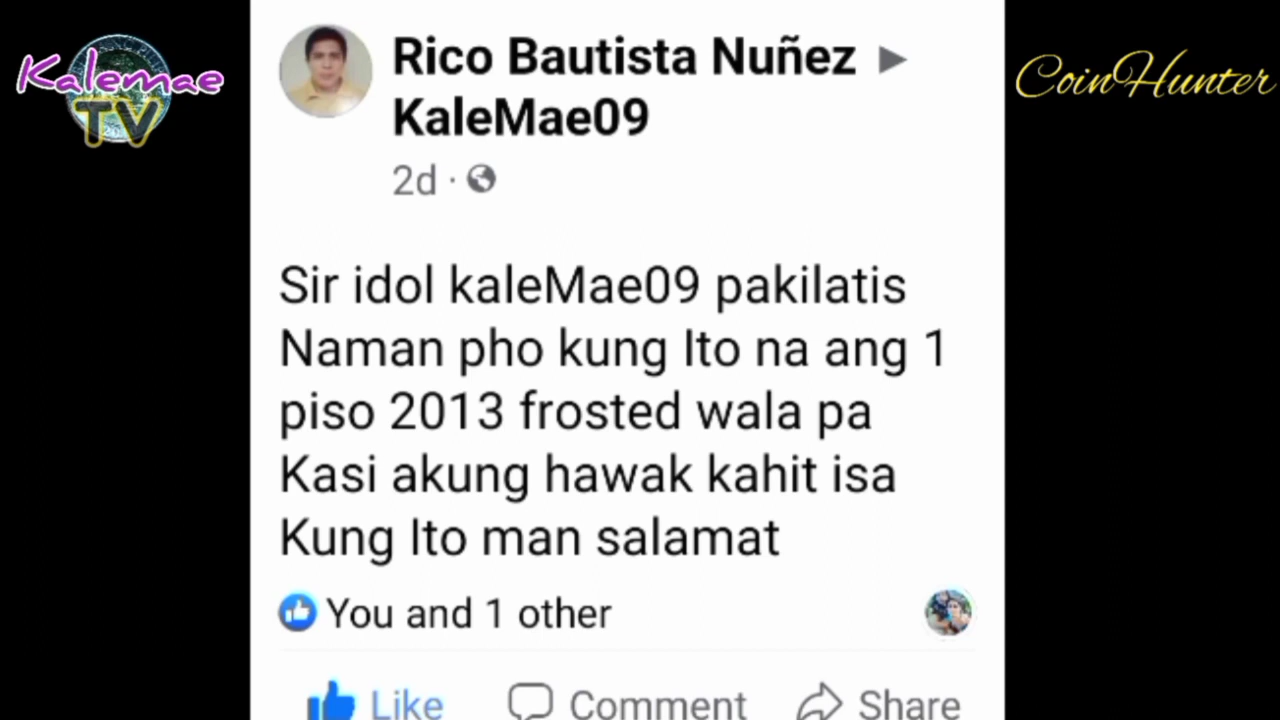 Kalemae
TV
CoinHunter
Rico Bautista Nuñez ▶
KaleMae09
2d ·
Sir idol kaleMae09 pakilatis
Naman pho kung Ito na ang 1
piso 2013 frosted wala pa
Kasi akung hawak kahit isa
Kung Ito man salamat
You and 1 other
Like Comment Share